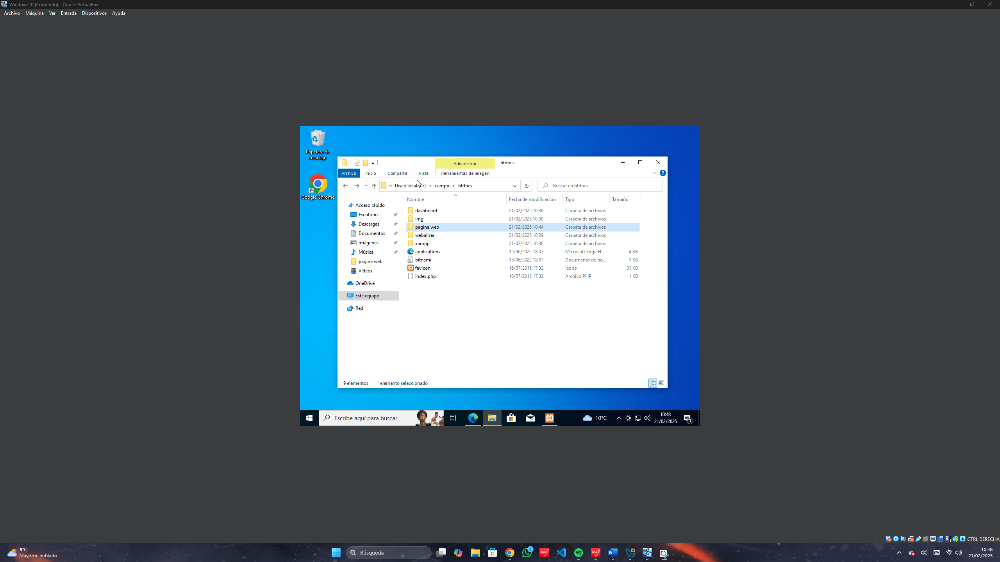 Windows10 [Corriendo] - Oracle VirtualBox
Archivo Máquina Ver Entrada Dispositivos Ayuda
Papelera de
reciclaje
Google Chrome
Administrar
htdocs
Archivo Inicio Compartir Vista Herramientas de imagen
?
« Disco local (C:) › xampp › htdocs
Buscar en htdocs
Nombre Fecha de modificación Tipo Tamaño
Acceso rápido
Escritorio
Descargas
Documentos
Imágenes
Música
pagina web
Vídeos
OneDrive
Este equipo
Red
dashboard 21/02/2025 10:30 Carpeta de archivos
img 21/02/2025 10:30 Carpeta de archivos
pagina web 21/02/2025 10:44 Carpeta de archivos
webalizer 21/02/2025 10:29 Carpeta de archivos
xampp 21/02/2025 10:30 Carpeta de archivos
applications 15/06/2022 18:07 Microsoft Edge H... 4 KB
bitnami 15/06/2022 18:07 Documento de ho... 1 KB
favicon 16/07/2015 17:32 Icono 31 KB
index.php 16/07/2015 17:32 Archivo PHP 1 KB
9 elementos 1 elemento seleccionado
Escribe aquí para buscar.
10°C
10:48
21/02/2025
1
CTRL DERECHA
9°C
Mayorm. nublado
Búsqueda
1
PDF
PDF
10:48
21/02/2025